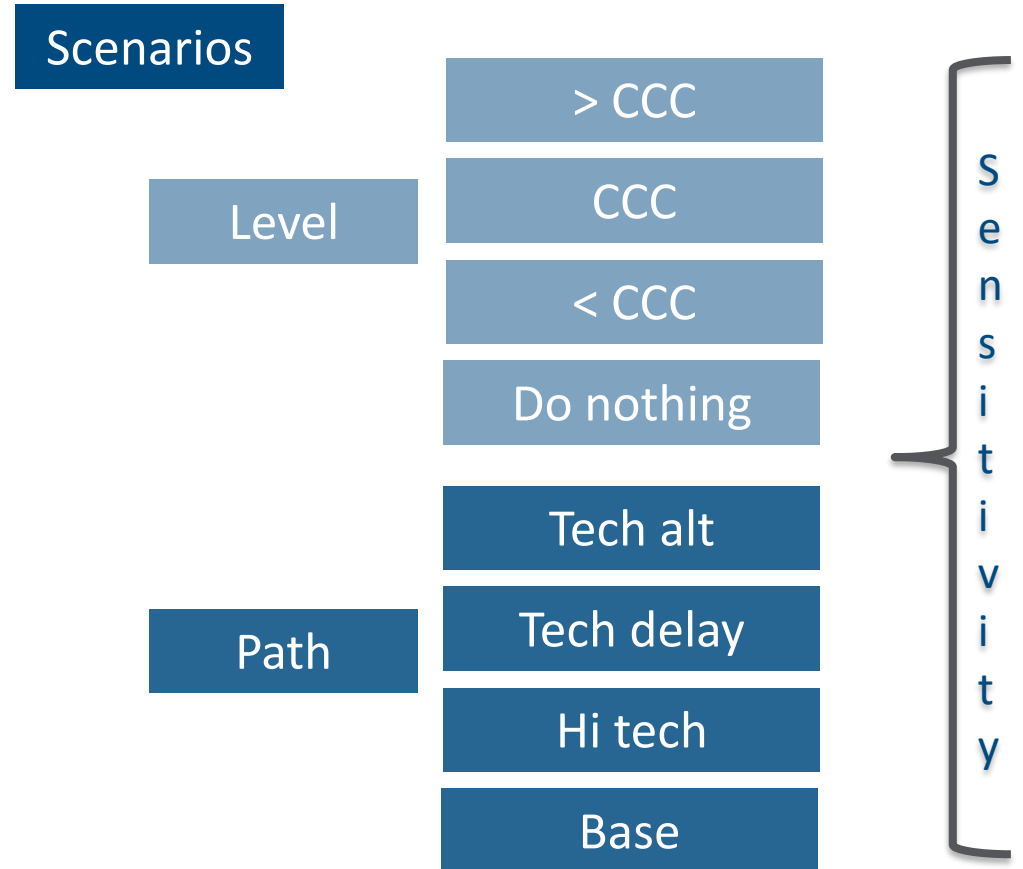 Scenarios
Level
> CCC
CCC
< CCC
Do nothing
Path
Tech alt
Tech delay
Hi tech
Base
Sensitivity